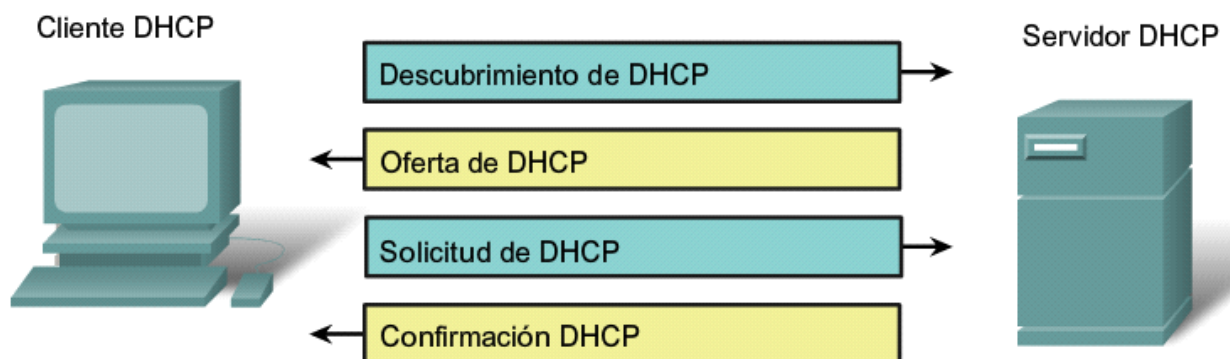 Cliente DHCP
Servidor DHCP
Descubrimiento de DHCP
Oferta de DHCP
Solicitud de DHCP
Confirmación DHCP